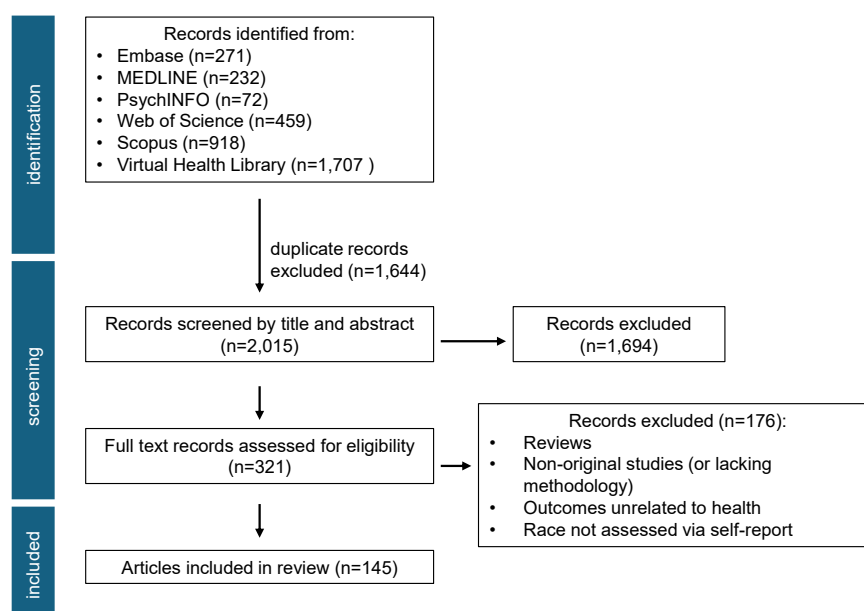 identification
Records identified from:
• Embase (n=271)
• MEDLINE (n=232)
• PsychINFO (n=72)
• Web of Science (n=459)
• Scopus (n=918)
• Virtual Health Library (n=1,707 )
duplicate records
excluded (n=1,644)
screening
Records screened by title and abstract
(n=2,015)
Records excluded
(n=1,694)
Full text records assessed for eligibility
(n=321)
Records excluded (n=176):
• Reviews
• Non-original studies (or lacking
methodology)
• Outcomes unrelated to health
• Race not assessed via self-report
included
Articles included in review (n=145)